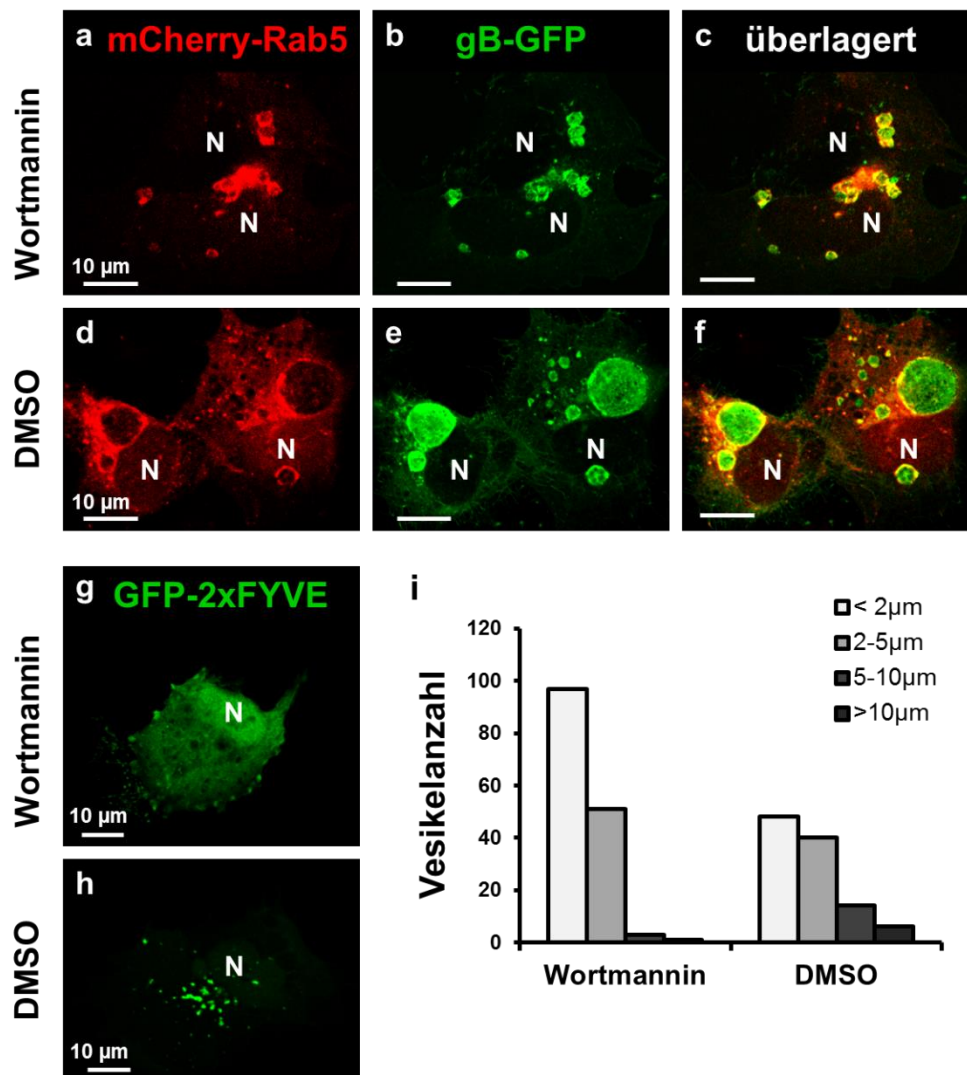 a mCherry-Rab5
b gB-GFP
c überlagert
Wortmannin
N
N
10 µm
N
N
N
N
DMSO
d
e
f
N
N
10 µm
N
N
N
N
g GFP-2xFYVE
Wortmannin
N
10 µm
h
DMSO
N
10 µm
i
< 2µm
2-5µm
5-10µm
>10µm
Vesikelanzahl
120
100
80
60
40
20
0
Wortmannin
DMSO